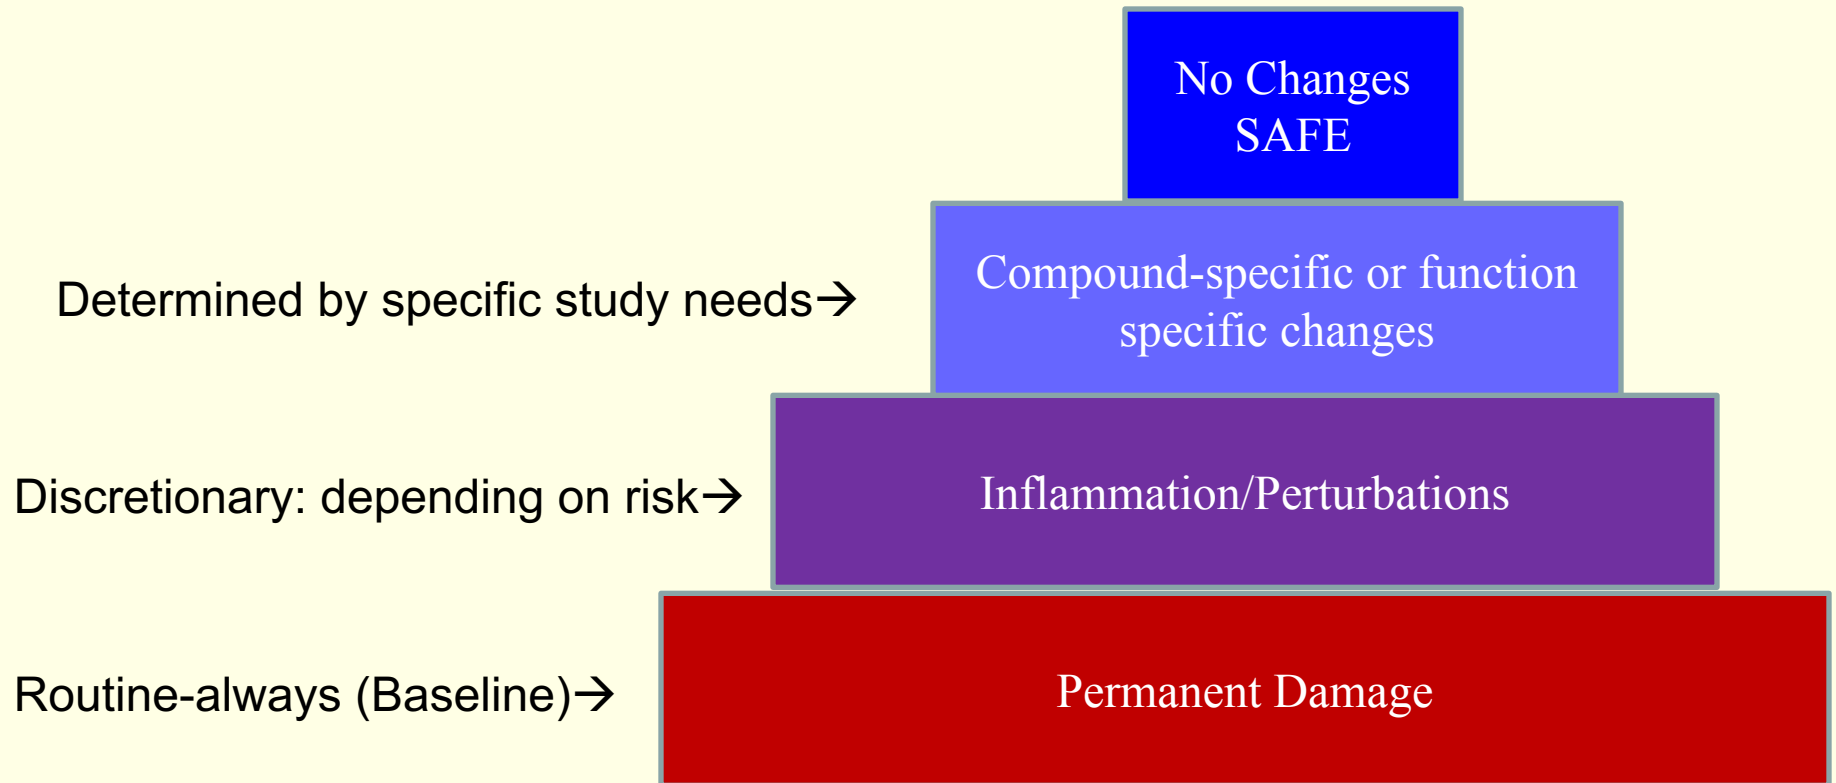 No Changes
SAFE
Determined by specific study needs→
Compound-specific or function
specific changes
Discretionary: depending on risk→
Inflammation/Perturbations
Routine-always (Baseline)→
Permanent Damage